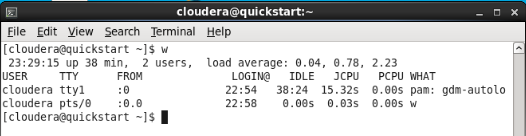 cloudera@quickstart:~
File Edit View Search Terminal Help
[cloudera@quickstart ~]$ w
 23:29:15 up 38 min,  2 users,  load average: 0.04, 0.78, 2.23
USER     TTY      FROM              LOGIN@   IDLE   JCPU   PCPU WHAT
cloudera tty1     :0               22:54   38:24  15.32s  0.00s pam: gdm-autolo
cloudera pts/0    :0.0             22:58    0.00s  0.03s  0.00s w
[cloudera@quickstart ~]$